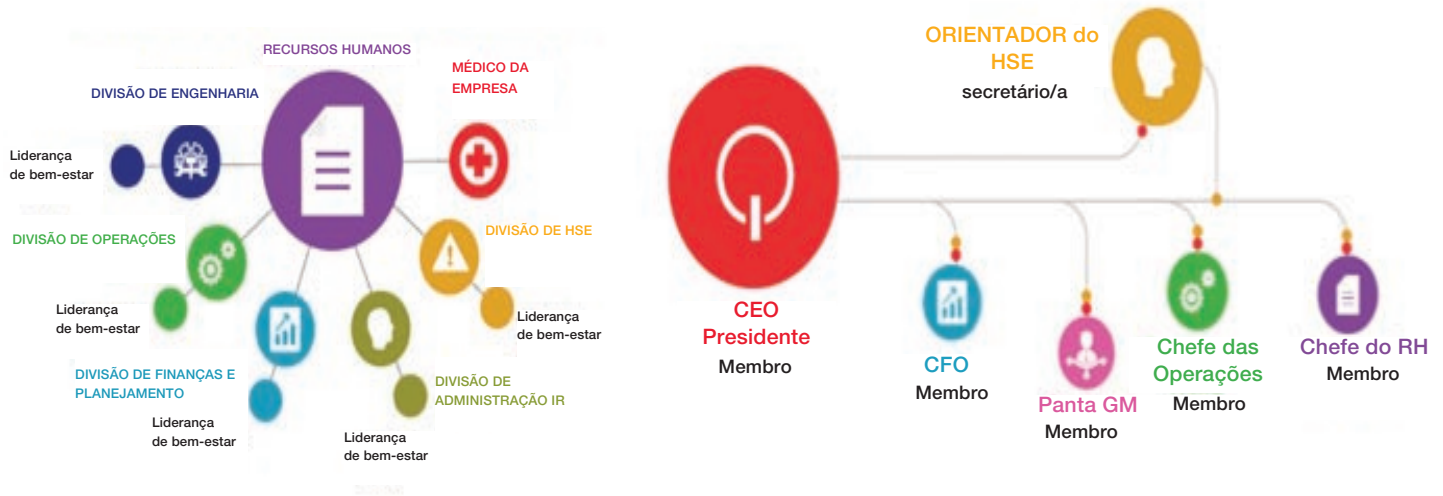 RECURSOS HUMANOS
MÉDICO DA
EMPRESA
DIVISÃO DE ENGENHARIA
Liderança
de bem-estar
DIVISÃO DE OPERAÇÕES
DIVISÃO DE HSE
Liderança
de bem-estar
Liderança
de bem-estar
DIVISÃO DE FINANÇAS E
PLANEJAMENTO
DIVISÃO DE
ADMINISTRAÇÃO IR
Liderança
de bem-estar
Liderança
de bem-estar
ORIENTADOR do
HSE
secretário/a
CEO
Presidente
Membro
CFO
Membro
Panta GM
Membro
Chefe das
Operações
Membro
Chefe do RH
Membro